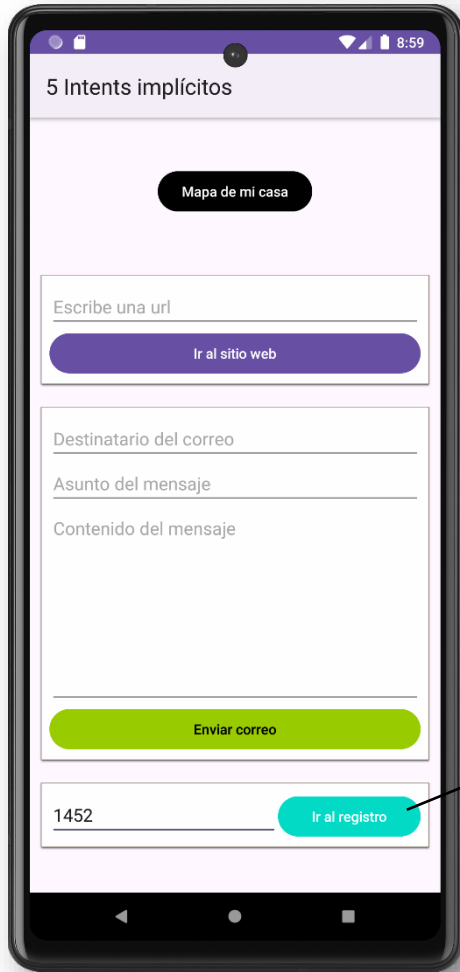 8:59
5 Intents implícitos
Mapa de mi casa
Escribe una url
Ir al sitio web
Destinatario del correo
Asunto del mensaje
Contenido del mensaje
Enviar correo
1452 Ir al registro